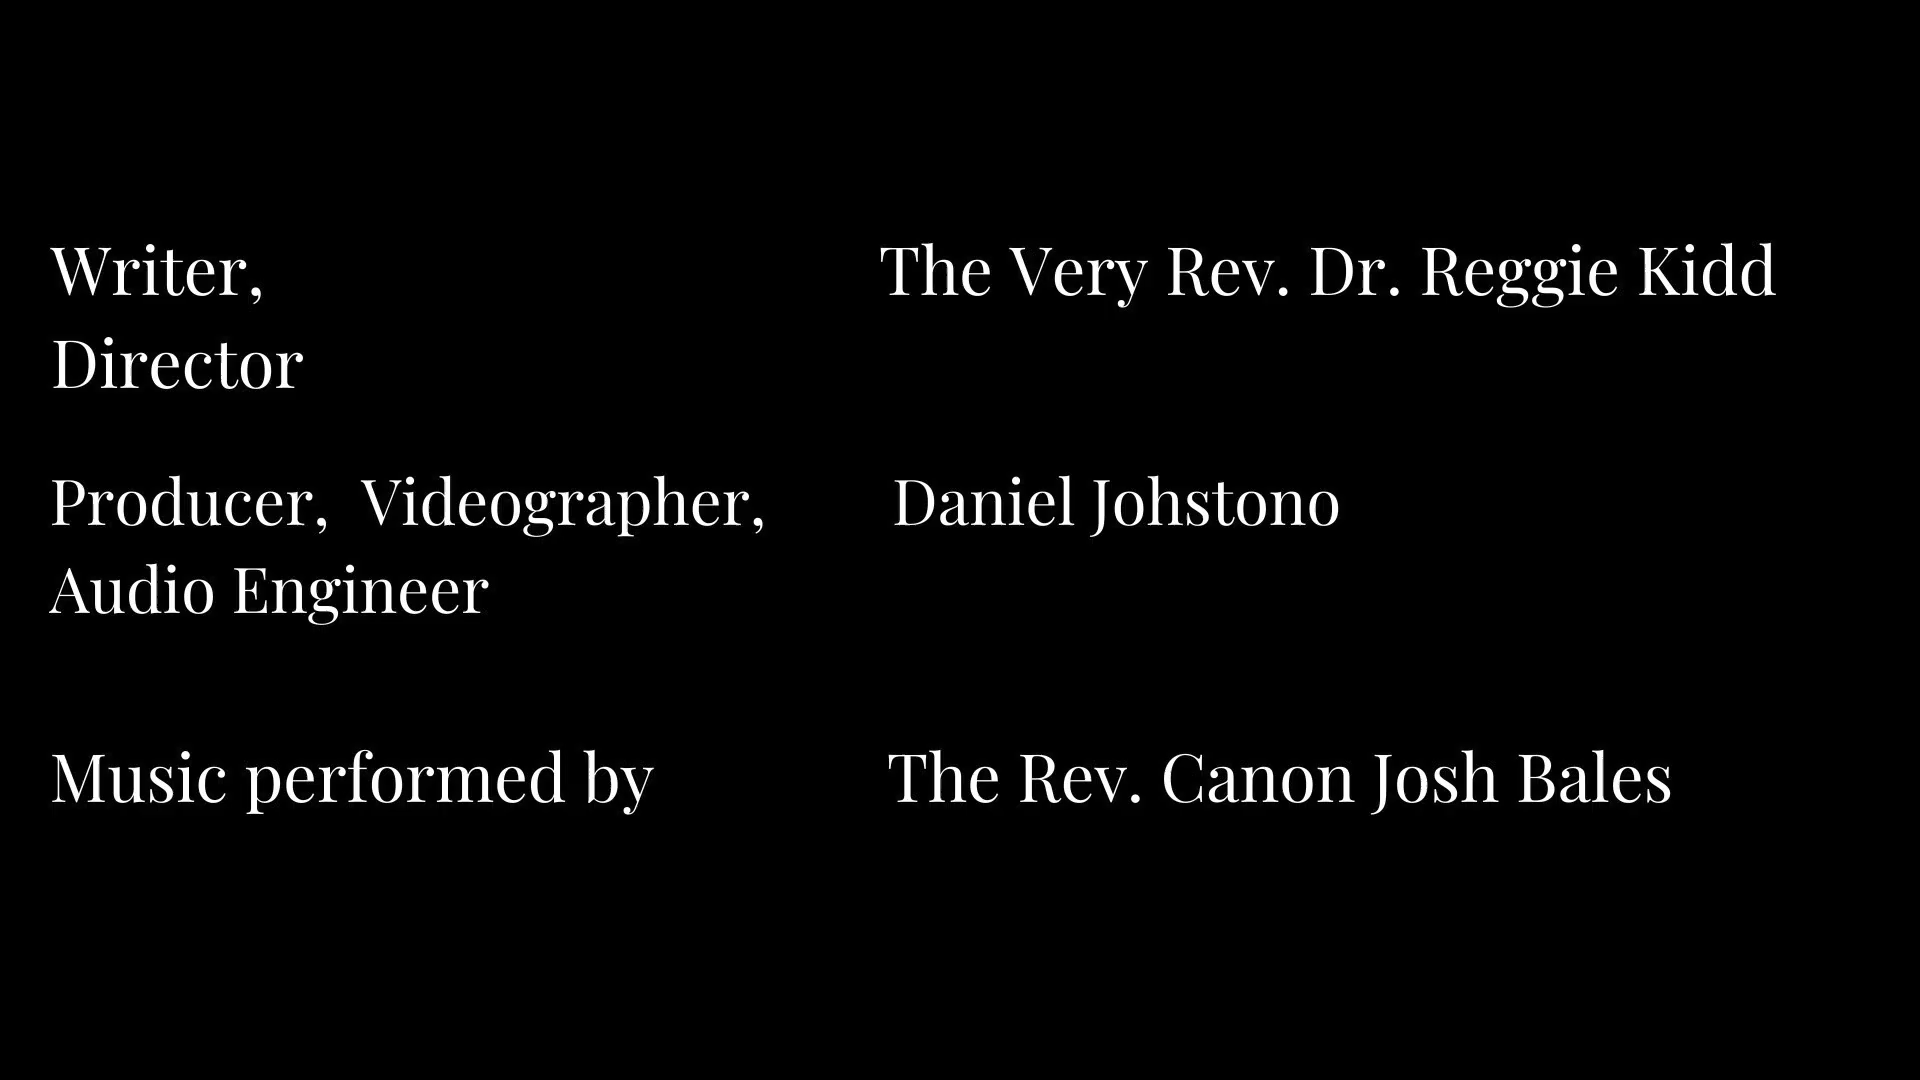 Writer, The Very Rev. Dr. Reggie Kidd
Director
Producer, Videographer, Daniel Johstono
Audio Engineer
Music performed by The Rev. Canon Josh Bales